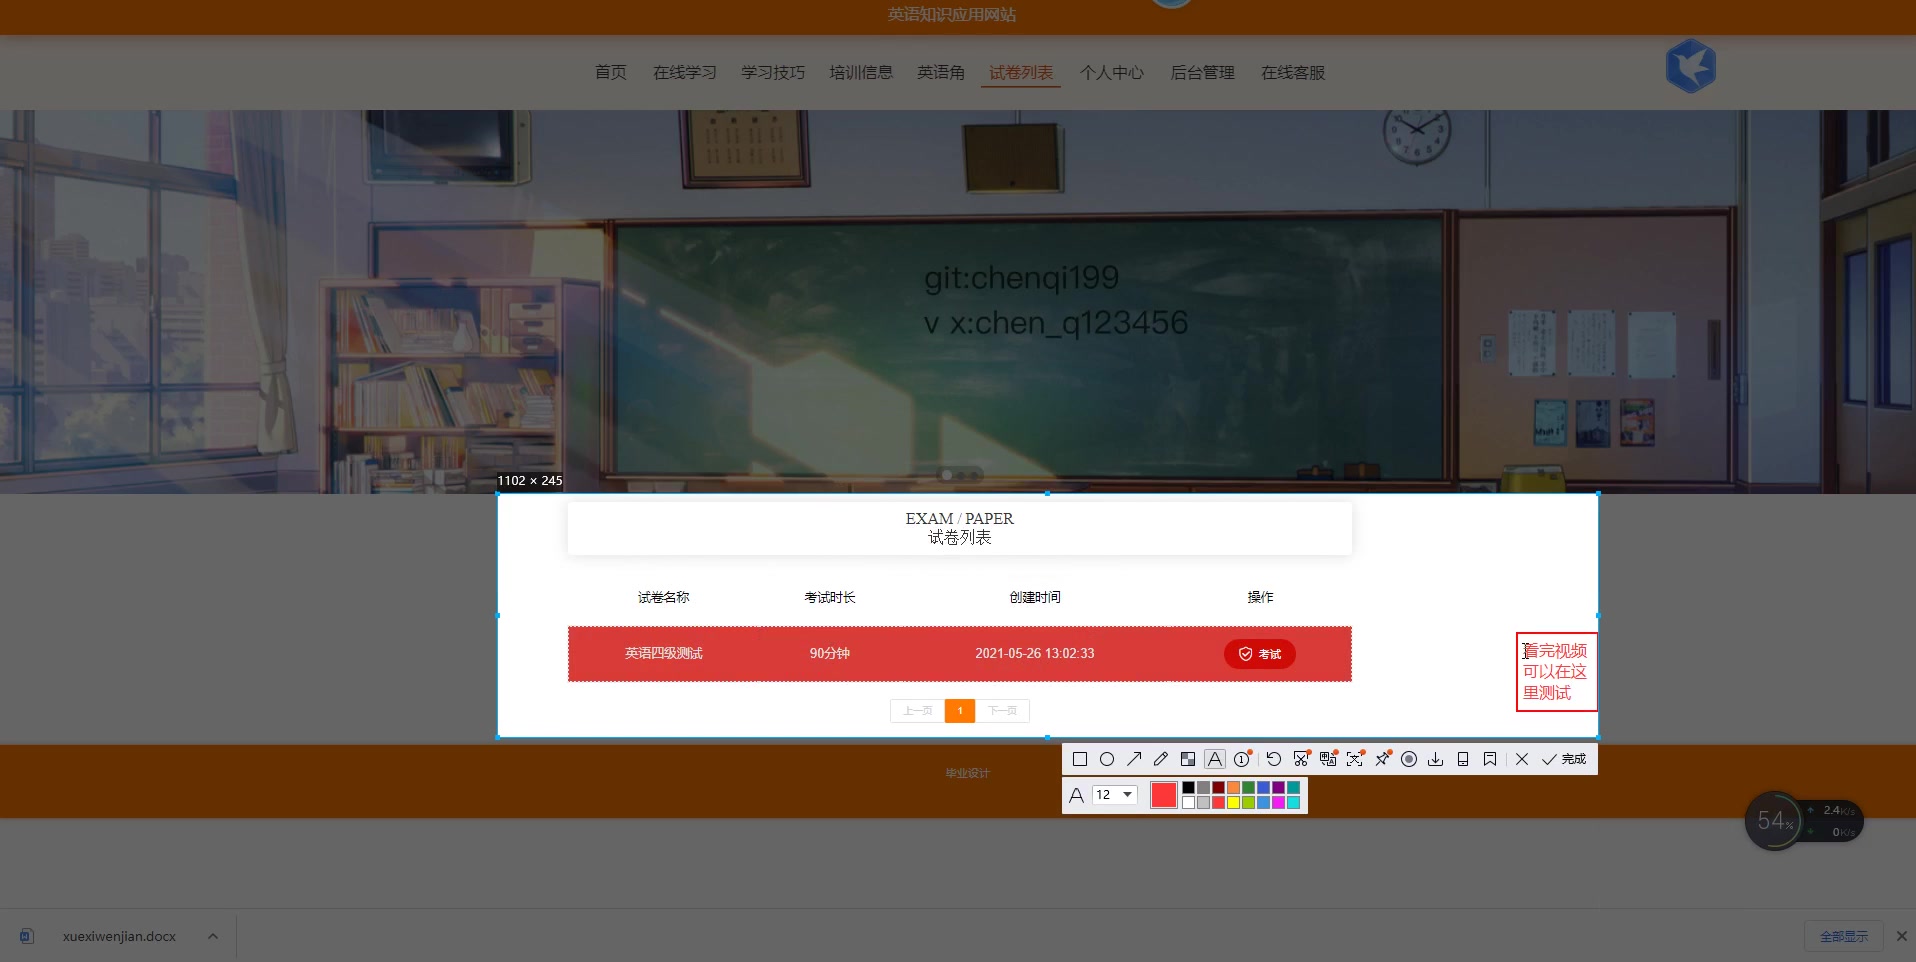 英语知识应用网站
首页 在线学习 学习技巧 培训信息 英语角 试卷列表 个人中心 后台管理 在线客服
git:chenqi199
v x:chen_q123456
1102 × 245
EXAM / PAPER
试卷列表
试卷名称 考试时长 创建时间 操作
英语四级测试 90分钟 2021-05-26 13:02:33 考试
看完视频
可以在这
里测试
上一页 1 下一页
完成
毕业设计
12
54%
2.4K/s
0K/s
xuexiwenjian.docx
全部显示